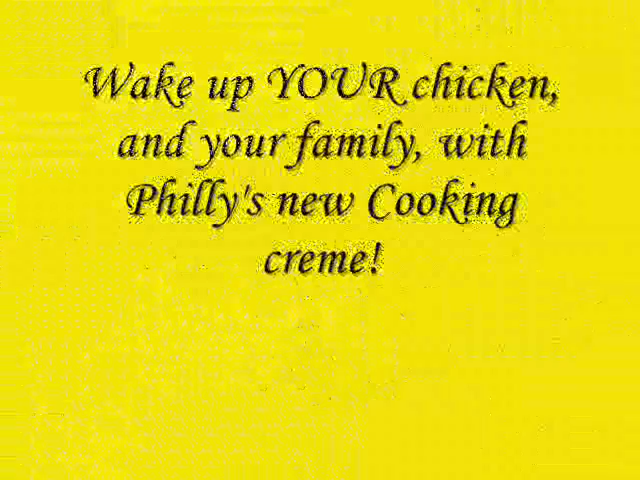 Wake up YOUR chicken,
and your family, with
Philly's new Cooking
creme!